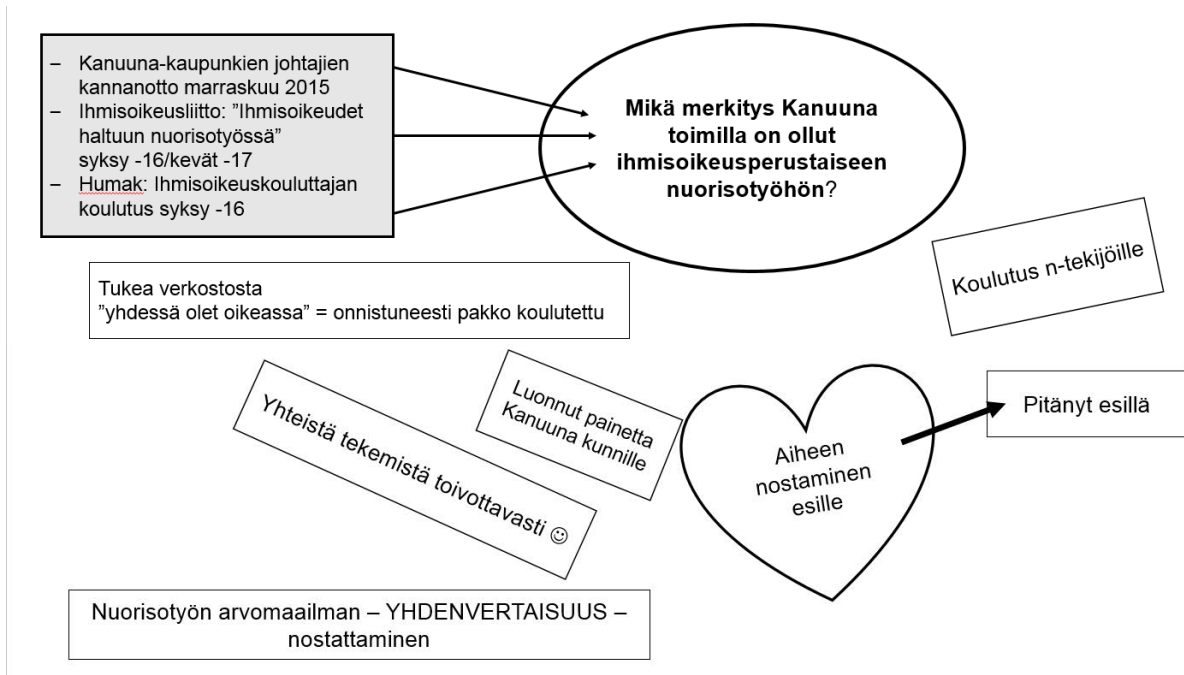 – Kanuuna-kaupunkien johtajien
kannanotto marraskuu 2015
– Ihmisoikeusliitto: ”Ihmisoikeudet
haltuun nuorisotyössä”
syksy -16/kevät -17
– Humak: Ihmisoikeuskouluttajan
koulutus syksy -16
Mikä merkitys Kanuuna
toimilla on ollut
ihmisoikeusperustaiseen
nuorisotyöhön?
Koulutus n-tekijöille
Tukea verkostosta
”yhdessä olet oikeassa” = onnistuneesti pakko koulutettu
Yhteistä tekemistä toivottavasti ☺
Luonnut painetta
Kanuuna kunnille
Aiheen
nostaminen
esille
Pitänyt esillä
Nuorisotyön arvomaailman – YHDENVERTAISUUS –
nostattaminen